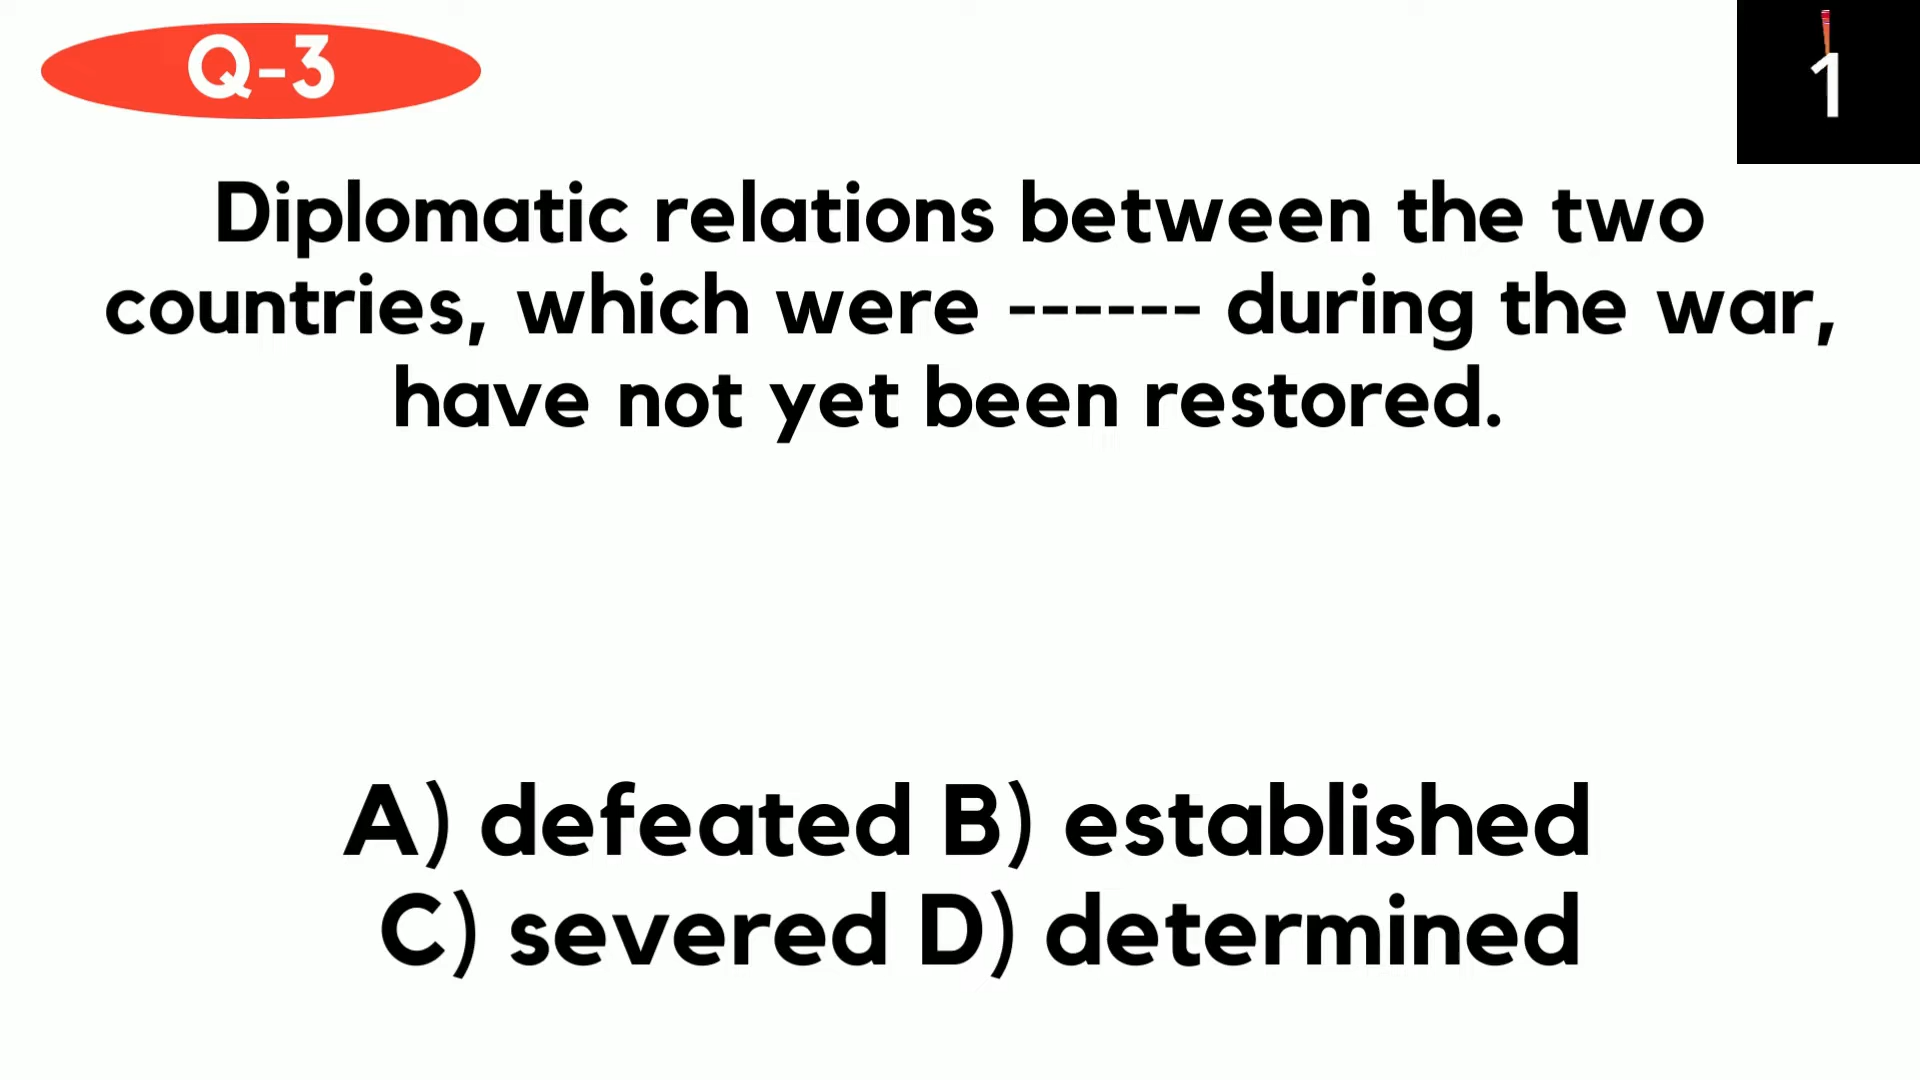 Q-3
1
Diplomatic relations between the two
countries, which were ------ during the war,
have not yet been restored.
A) defeated B) established
C) severed D) determined